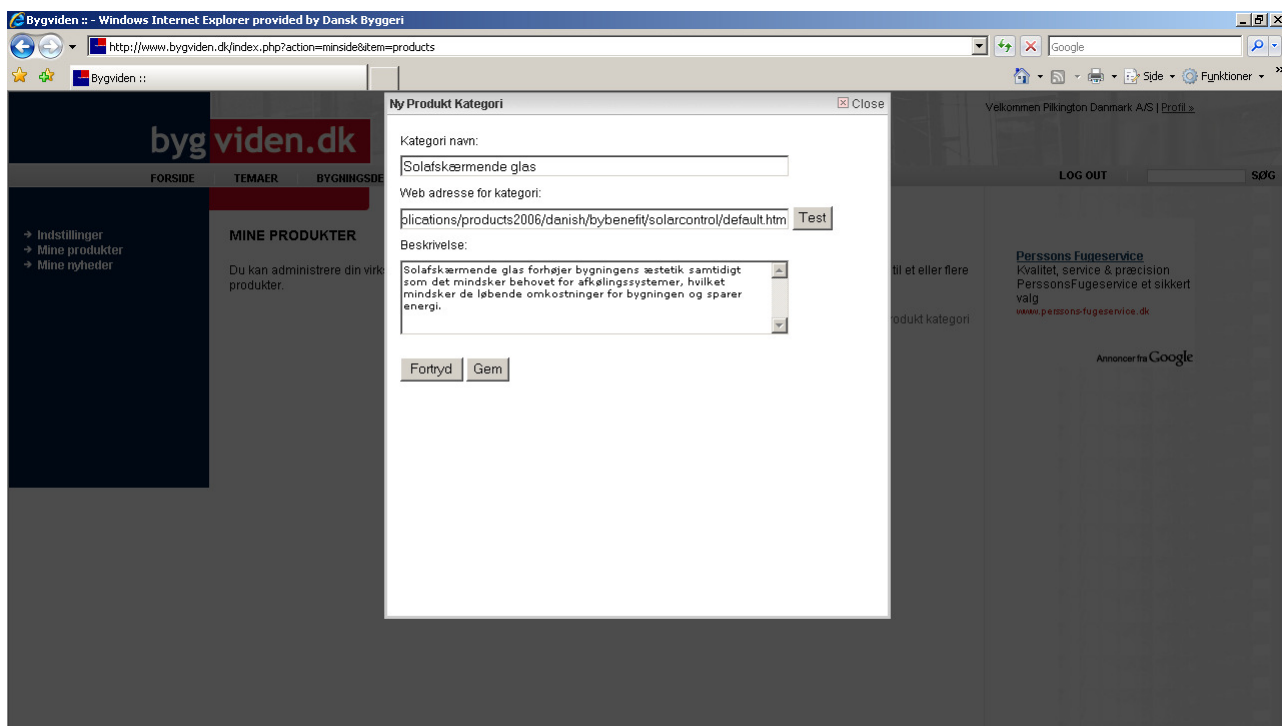 Bygviden :: - Windows Internet Explorer provided by Dansk Byggeri
http://www.bygviden.dk/index.php?action=minside&item=products
Google
Bygviden ::
Side
Funktioner
Ny Produkt Kategori
Close
Velkommen Pilkington Danmark A/S | Profil »
bygviden.dk
Kategori navn:
Solafskærmende glas
FORSIDE TEMAER BYGNINGSDE
LOG OUT
SØG
Web adresse for kategori:
plications/products2006/danish/bybenefit/solarcontrol/default.htm
Test
Indstillinger
Mine produkter
Mine nyheder
MINE PRODUKTER
Du kan administrere din virk
til et eller flere
produkter.
rodukt kategori
Beskrivelse:
Solafskærmende glas forhøjer bygningens æstetik samtidigt
som det mindsker behovet for afkølingssystemer, hvilket
mindsker de løbende omkostninger for bygningen og sparer
energi.
Fortryd
Gem
Perssons Fugeservice
Kvalitet, service & præcision
PerssonsFugeservice et sikkert
valg
www.perssons-fugeservice.dk
Annoncer fra Google